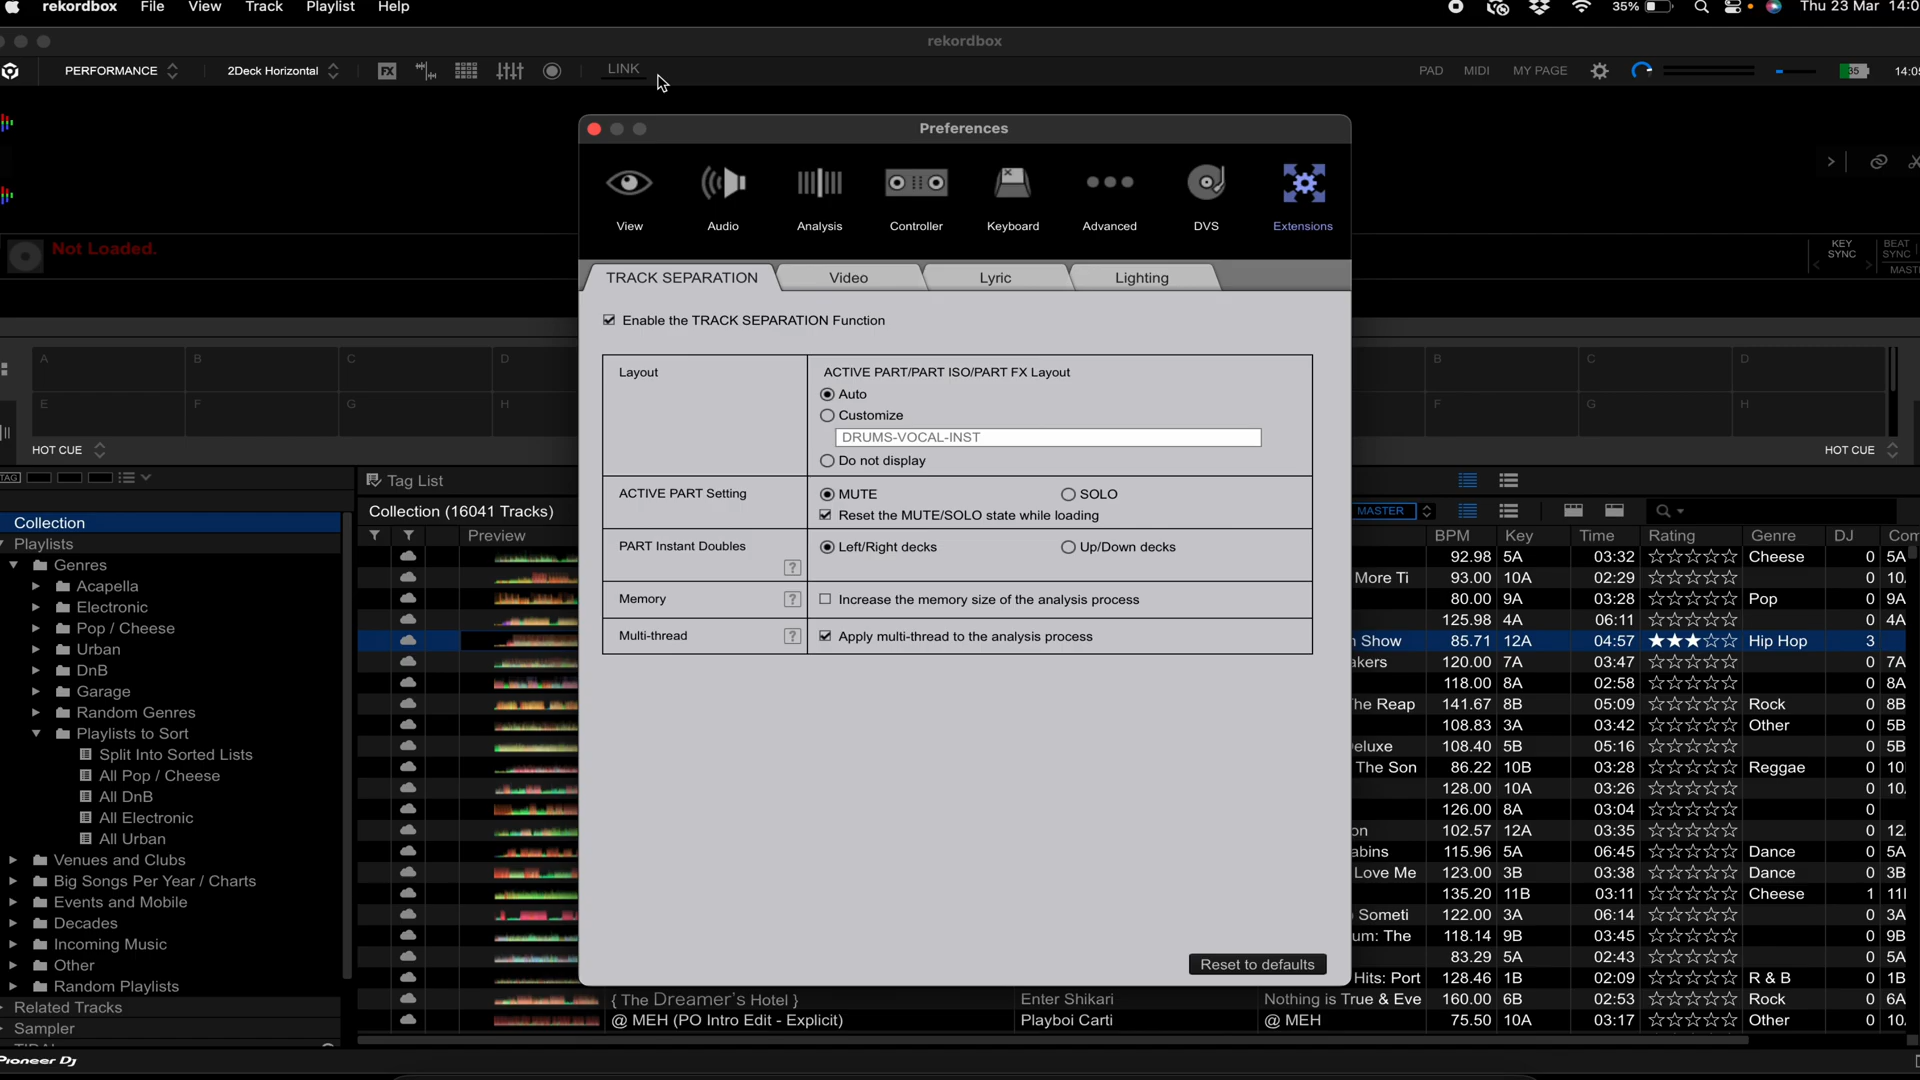 rekordbox File View Track Playlist Help 35% Thu 23 Mar 14:0
rekordbox
PERFORMANCE 2Deck Horizontal FX LINK PAD MIDI MY PAGE 35 14:05
Preferences
View Audio Analysis Controller Keyboard Advanced DVS Extensions
Not Loaded.
KEY SYNC
BEAT SYNC
MAST
TRACK SEPARATION Video Lyric Lighting
Enable the TRACK SEPARATION Function
Layout ACTIVE PART/PART ISO/PART FX Layout
Auto
Customize
DRUMS-VOCAL-INST
Do not display
ACTIVE PART Setting MUTE SOLO
Reset the MUTE/SOLO state while loading
PART Instant Doubles ? Left/Right decks Up/Down decks
Memory ? Increase the memory size of the analysis process
Multi-thread ? Apply multi-thread to the analysis process
Reset to defaults
A B C D B C D
E F G H F G H
HOT CUE HOT CUE
TAG
Tag List
Collection (16041 Tracks) MASTER
Collection
Playlists
Genres
Acapella
Electronic
Pop / Cheese
Urban
DnB
Garage
Random Genres
Playlists to Sort
Split Into Sorted Lists
All Pop / Cheese
All DnB
All Electronic
All Urban
Venues and Clubs
Big Songs Per Year / Charts
Events and Mobile
Decades
Incoming Music
Other
Random Playlists
Related Tracks
Sampler
Pioneer Dj
Preview BPM Key Time Rating Genre DJ Com
92.98 5A 03:32 ☆☆☆☆☆ Cheese 0 5A
More Ti 93.00 10A 02:29 ☆☆☆☆☆ 0 10.
80.00 9A 03:28 ☆☆☆☆☆ Pop 0 9A
125.98 4A 06:11 ☆☆☆☆☆ 0 4A
Show 85.71 12A 04:57 ★★★☆☆ Hip Hop 3
akers 120.00 7A 03:47 ☆☆☆☆☆ 0 7A
118.00 8A 02:58 ☆☆☆☆☆ 0 8A
he Reap 141.67 8B 05:09 ☆☆☆☆☆ Rock 0 8B
108.83 3A 03:42 ☆☆☆☆☆ Other 0 5B
eluxe 108.40 5B 05:16 ☆☆☆☆☆ 0 5B
The Son 86.22 10B 03:28 ☆☆☆☆☆ Reggae 0 10
128.00 10A 03:26 ☆☆☆☆☆ 0 10.
126.00 8A 03:04 ☆☆☆☆☆ 0
on 102.57 12A 03:35 ☆☆☆☆☆ 0 12.
abins 115.96 5A 06:45 ☆☆☆☆☆ Dance 0 5A
Love Me 123.00 3B 03:38 ☆☆☆☆☆ Dance 0 3B
135.20 11B 03:11 ☆☆☆☆☆ Cheese 1 11
Someti 122.00 3A 06:14 ☆☆☆☆☆ 0 3A
um: The 118.14 9B 03:45 ☆☆☆☆☆ 0 9B
83.29 5A 02:43 ☆☆☆☆☆ 0 5A
Hits: Port 128.46 1B 02:09 ☆☆☆☆☆ R & B 0 1B
{ The Dreamer's Hotel } Enter Shikari Nothing is True & Eve 160.00 6B 02:53 ☆☆☆☆☆ Rock 0 6A
@ MEH (PO Intro Edit - Explicit) Playboi Carti @ MEH 75.50 10A 03:17 ☆☆☆☆☆ Other 0 10.